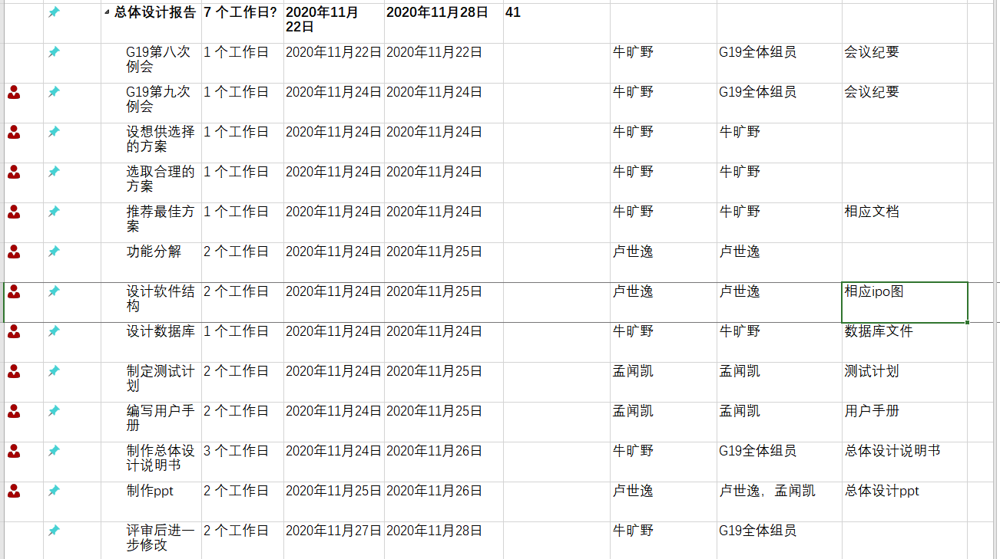 总体设计报告 7 个工作日? 2020年11月 2020年11月28日 41
22日
G19第八次 1 个工作日 2020年11月22日 2020年11月22日 牛旷野 G19全体组员 会议纪要
例会
G19第九次 1 个工作日 2020年11月24日 2020年11月24日 牛旷野 G19全体组员 会议纪要
例会
设想供选择 1 个工作日 2020年11月24日 2020年11月24日 牛旷野 牛旷野
的方案
选取合理的 1 个工作日 2020年11月24日 2020年11月24日 牛旷野 牛旷野
方案
推荐最佳方 1 个工作日 2020年11月24日 2020年11月24日 牛旷野 牛旷野 相应文档
案
功能分解 2 个工作日 2020年11月24日 2020年11月25日 卢世逸 卢世逸
设计软件结 2 个工作日 2020年11月24日 2020年11月25日 卢世逸 卢世逸 相应ipo图
构
设计数据库 1 个工作日 2020年11月24日 2020年11月24日 牛旷野 牛旷野 数据库文件
制定测试计 2 个工作日 2020年11月24日 2020年11月25日 孟闻凯 孟闻凯 测试计划
划
编写用户手 2 个工作日 2020年11月24日 2020年11月25日 孟闻凯 孟闻凯 用户手册
册
制作总体设 3 个工作日 2020年11月24日 2020年11月26日 牛旷野 G19全体组员 总体设计说明书
计说明书
制作ppt 2 个工作日 2020年11月25日 2020年11月26日 卢世逸 卢世逸，孟闻凯 总体设计ppt
评审后进一 2 个工作日 2020年11月27日 2020年11月28日 牛旷野 G19全体组员
步修改